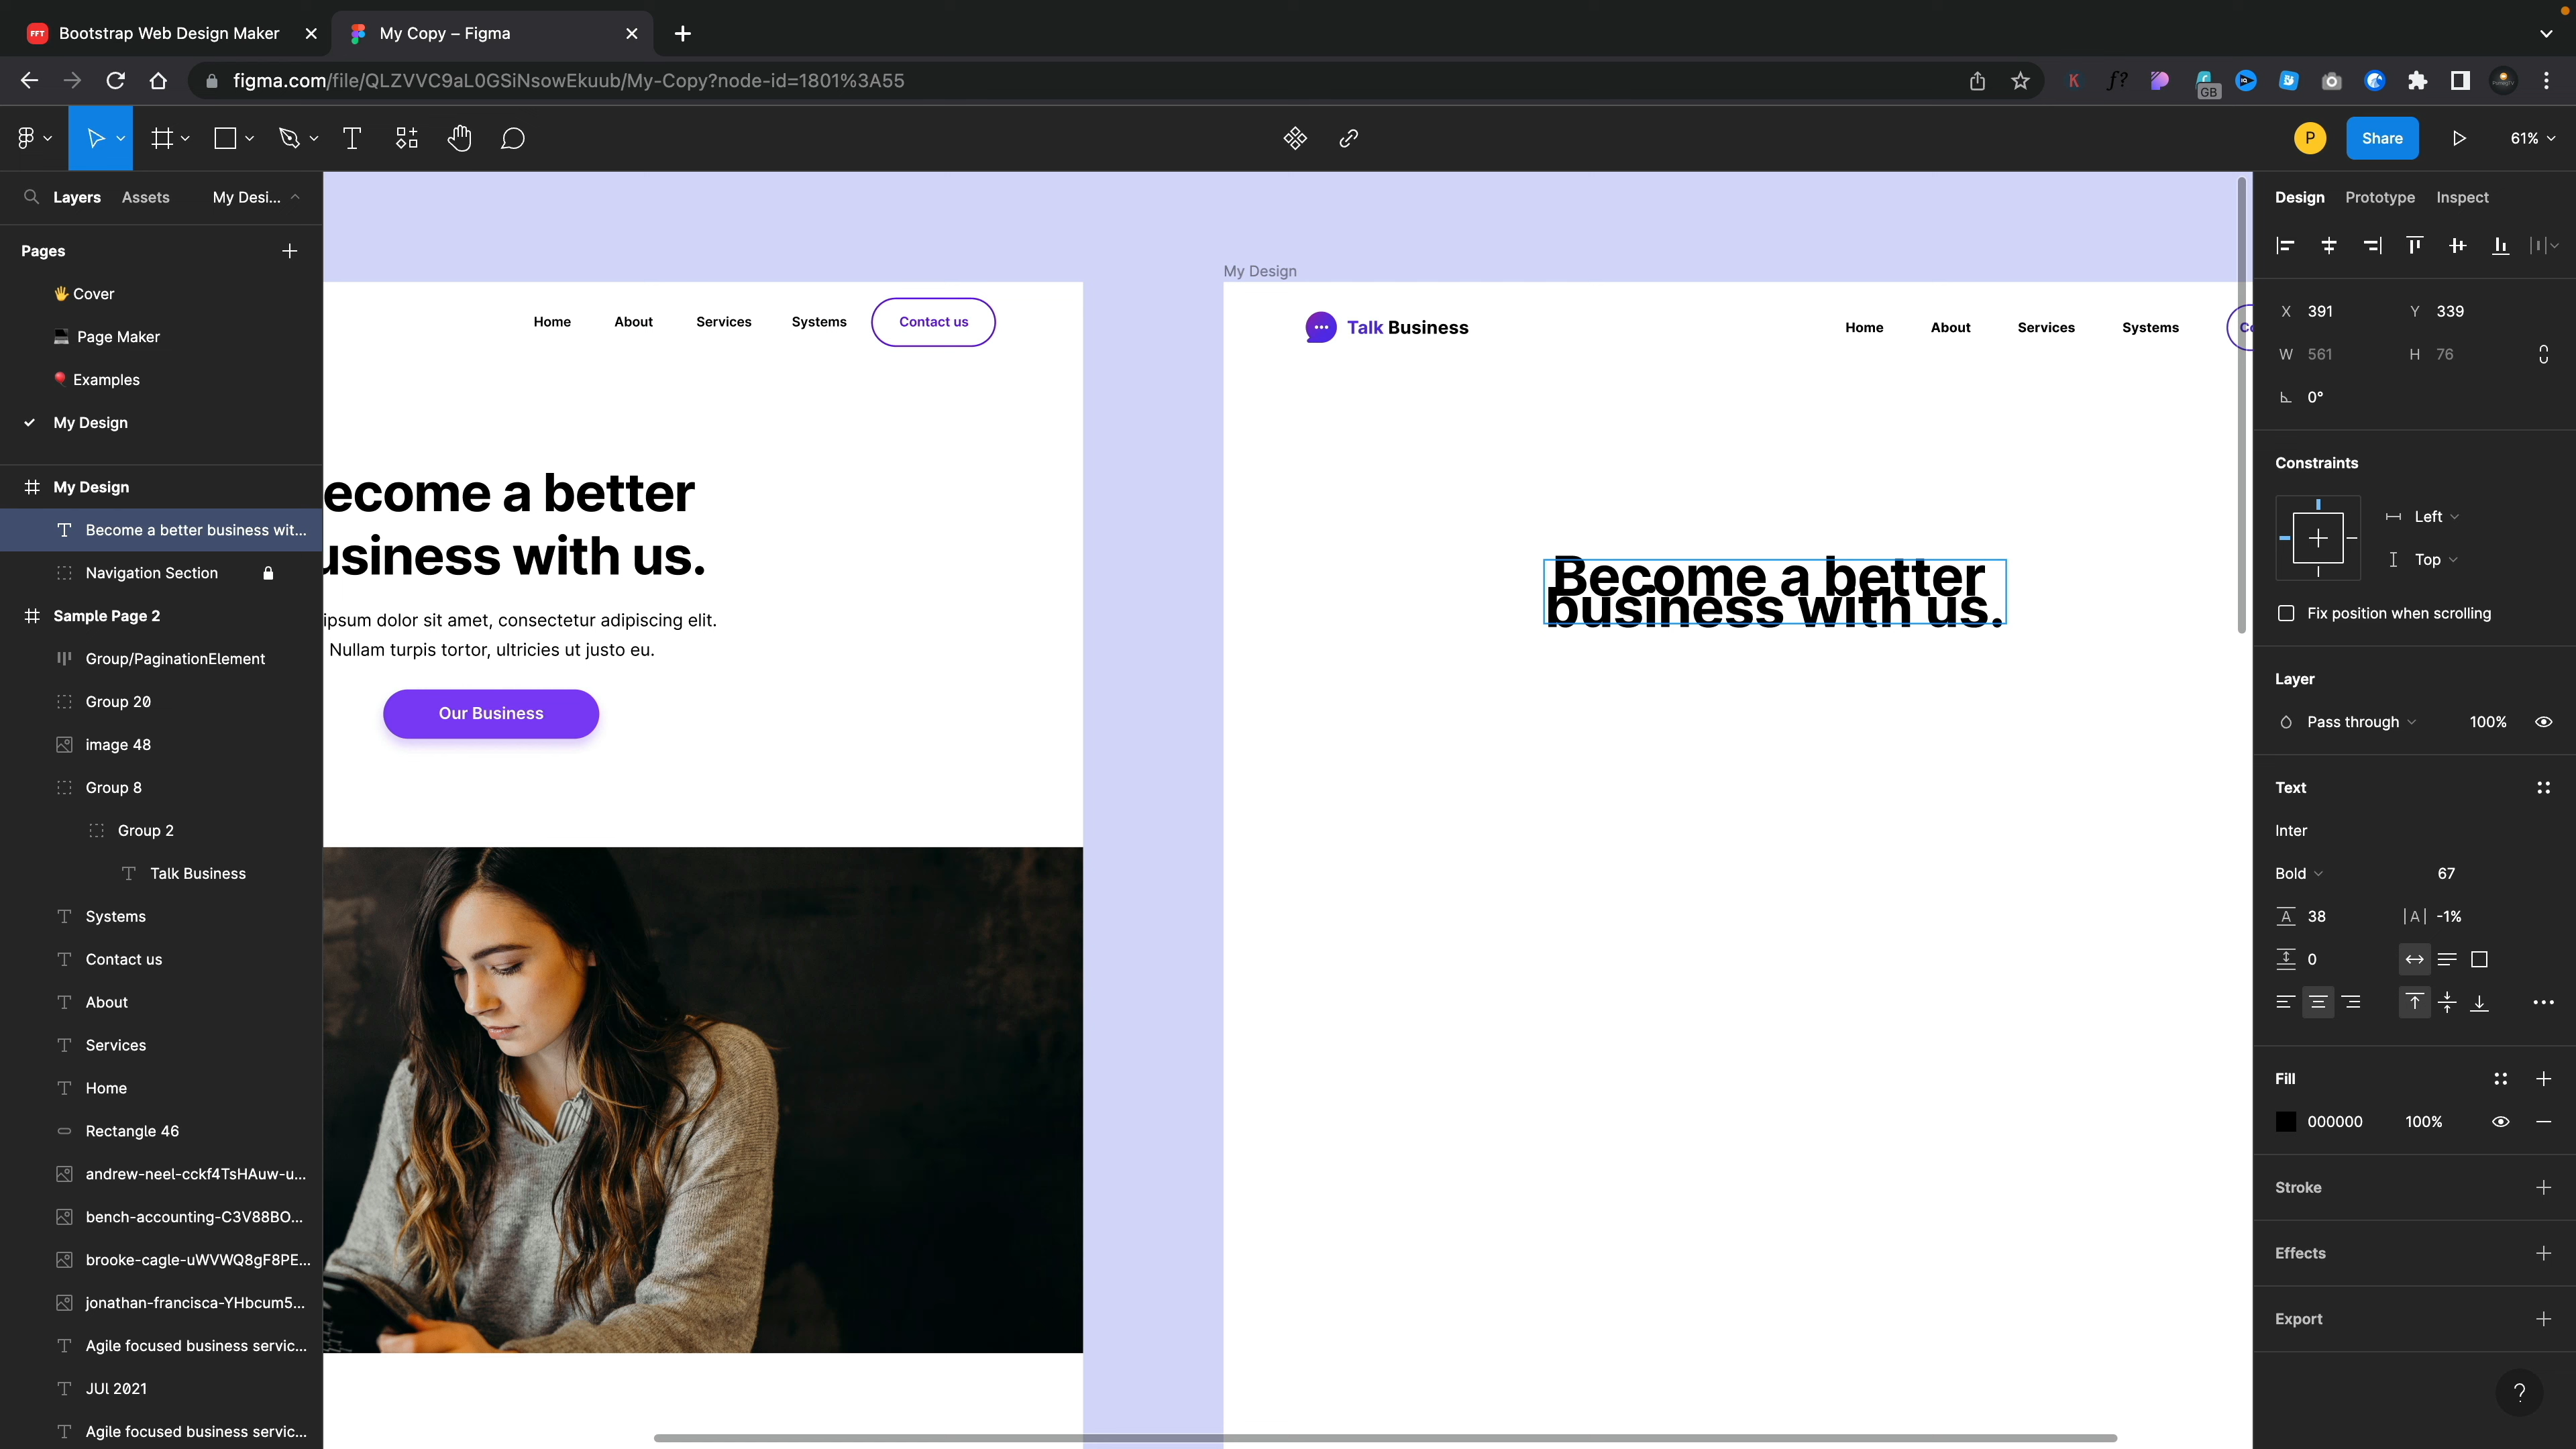 FFT Bootstrap Web Design Maker
My Copy – Figma
figma.com/file/QLZVVC9aL0GSiNsowEkuub/My-Copy?node-id=1801%3A55
K
f?
GB
P
Share
61%
Layers
Assets
My Desi...
Pages
Cover
Page Maker
Examples
My Design
My Design
Become a better business wit...
Navigation Section
Sample Page 2
Group/PaginationElement
Group 20
image 48
Group 8
Group 2
Talk Business
Systems
Contact us
About
Services
Home
Rectangle 46
andrew-neel-cckf4TsHAuw-u...
bench-accounting-C3V88BO...
brooke-cagle-uWVWQ8gF8PE...
jonathan-francisca-YHbcum5...
Agile focused business servic...
JUl 2021
Agile focused business servic...
Home About Services Systems Contact us
ecome a better
usiness with us.
ipsum dolor sit amet, consectetur adipiscing elit.
Nullam turpis tortor, ultricies ut justo eu.
Our Business
My Design
Talk Business
Home About Services Systems Co
Become a better
business with us.
Design Prototype Inspect
X 391 Y 339
W 561 H 76
0°
Constraints
Left
Top
Fix position when scrolling
Layer
Pass through 100%
Text
Inter
Bold 67
A 38 |A| -1%
0
Fill
000000 100%
Stroke
Effects
Export
?